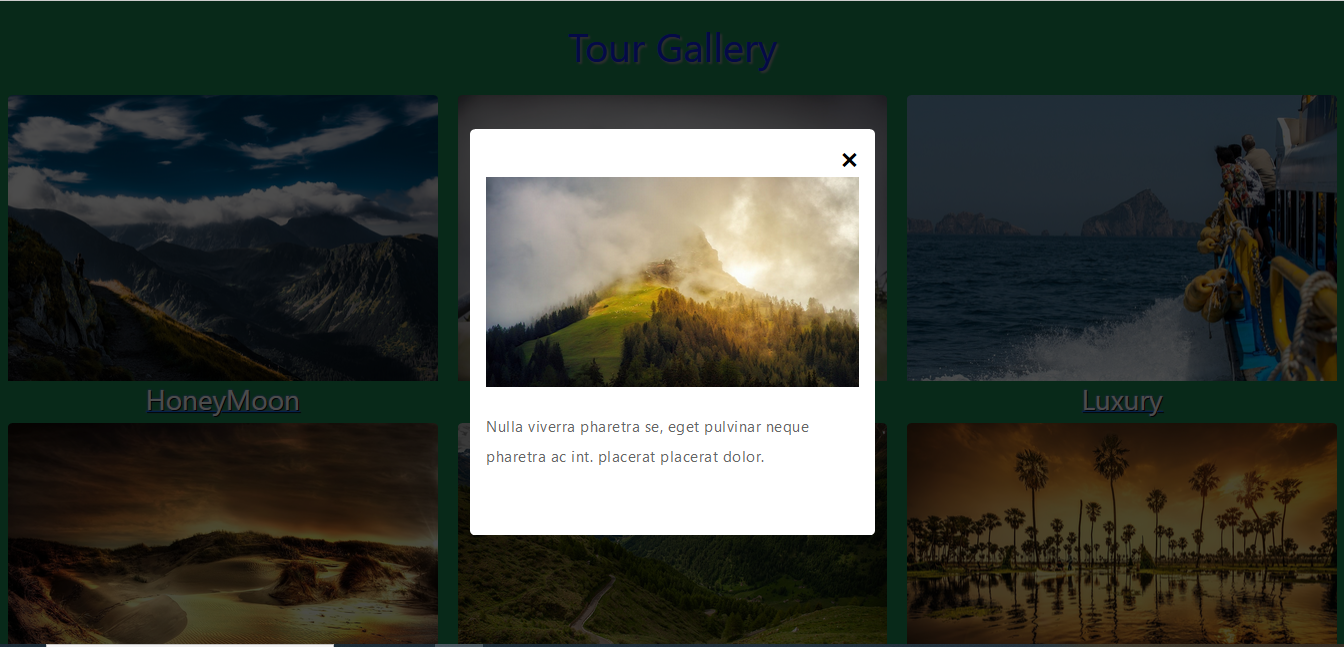 Tour Gallery
Nulla viverra pharetra se, eget pulvinar neque
pharetra ac int. placerat placerat dolor.
HoneyMoon
Luxury